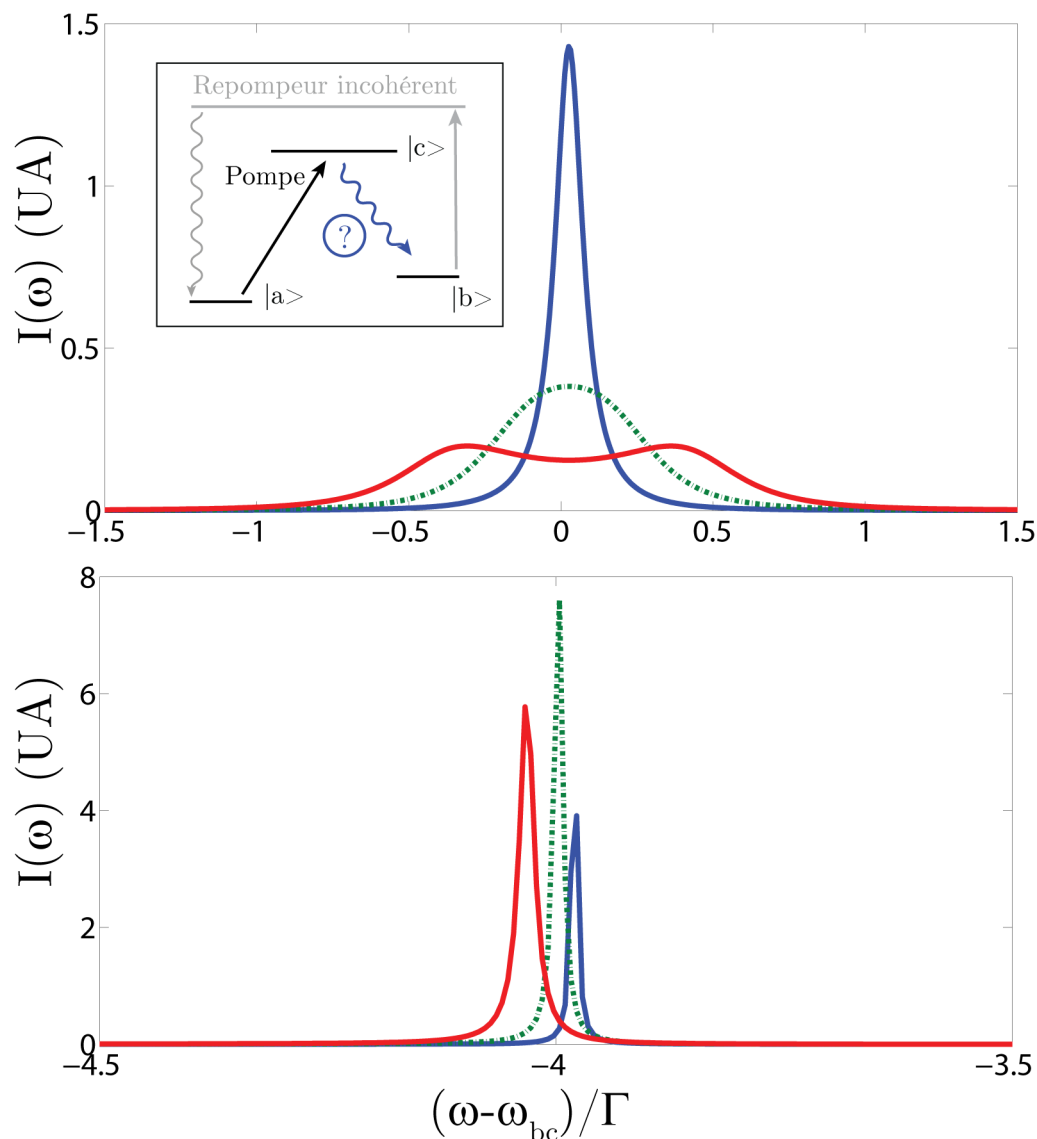 1.5
Repompeur incohérent
|c>
Pompe
?
|a>
|b>
1
0.5
0
I(ω) (UA)
−1.5 −1 −0.5 0 0.5 1 1.5
8
6
4
2
0
I(ω) (UA)
−4.5 −4 −3.5
(ω-ω_bc)/Γ